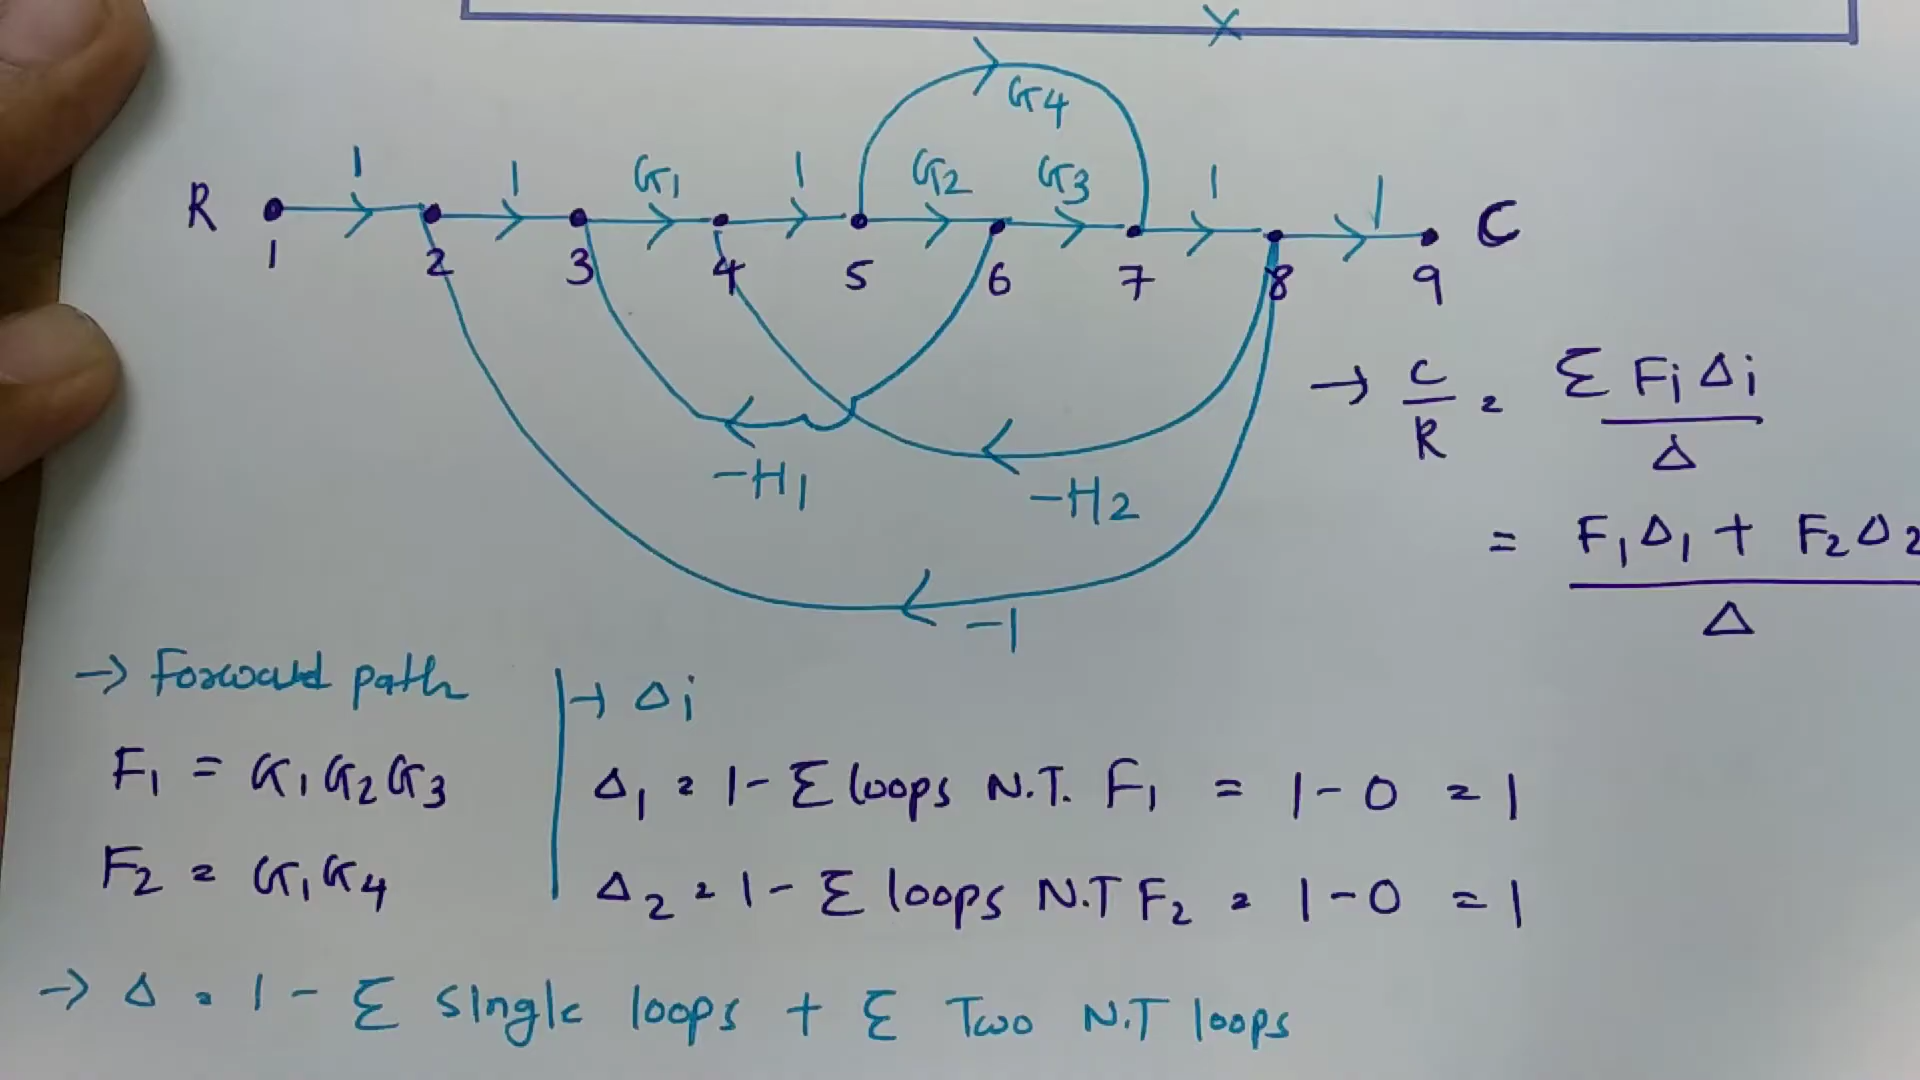 G4
1 1 G1 1 G2 G3 1 1
R C
1 2 3 4 5 6 7 8 9
→ C/R = Σ Fi Δi / Δ
-H1 -H2
= F1Δ1 + F2Δ2 / Δ
-1
→ Forward path
F1 = G1G2G3
F2 = G1G4
→ Δi
Δ1 = 1 - Σ loops N.T. F1 = 1 - 0 = 1
Δ2 = 1 - Σ loops N.T F2 = 1 - 0 = 1
→ Δ = 1 - Σ single loops + Σ Two N.T loops